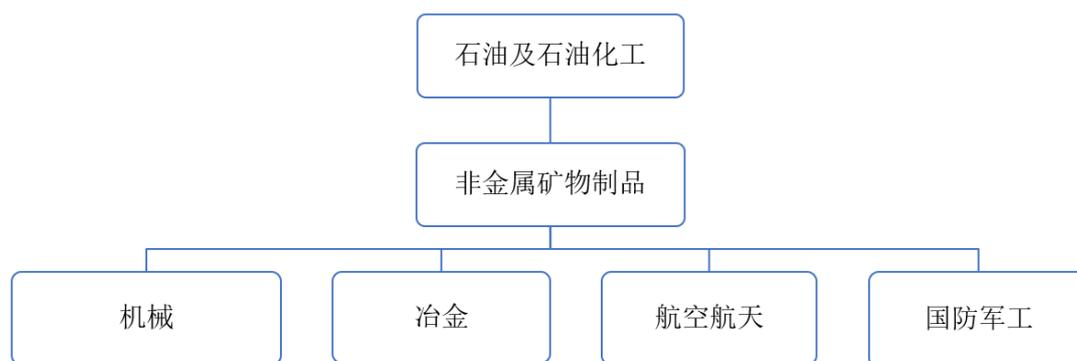 石油及石油化工
非金属矿物制品
机械
冶金
航空航天
国防军工